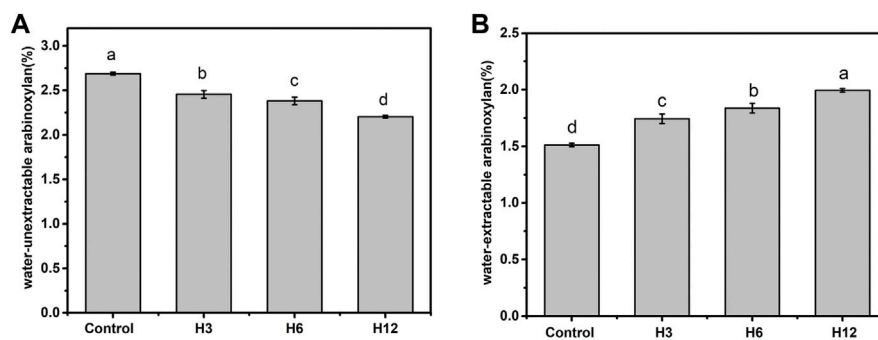 A
water-unextractable arabinoxylan(%)
3.0
2.5
2.0
1.5
1.0
0.5
0.0
a
b
c
d
Control H3 H6 H12
B
water-extractable arabinoxylan(%)
2.5
2.0
1.5
1.0
0.5
0.0
d
c
b
a
Control H3 H6 H12